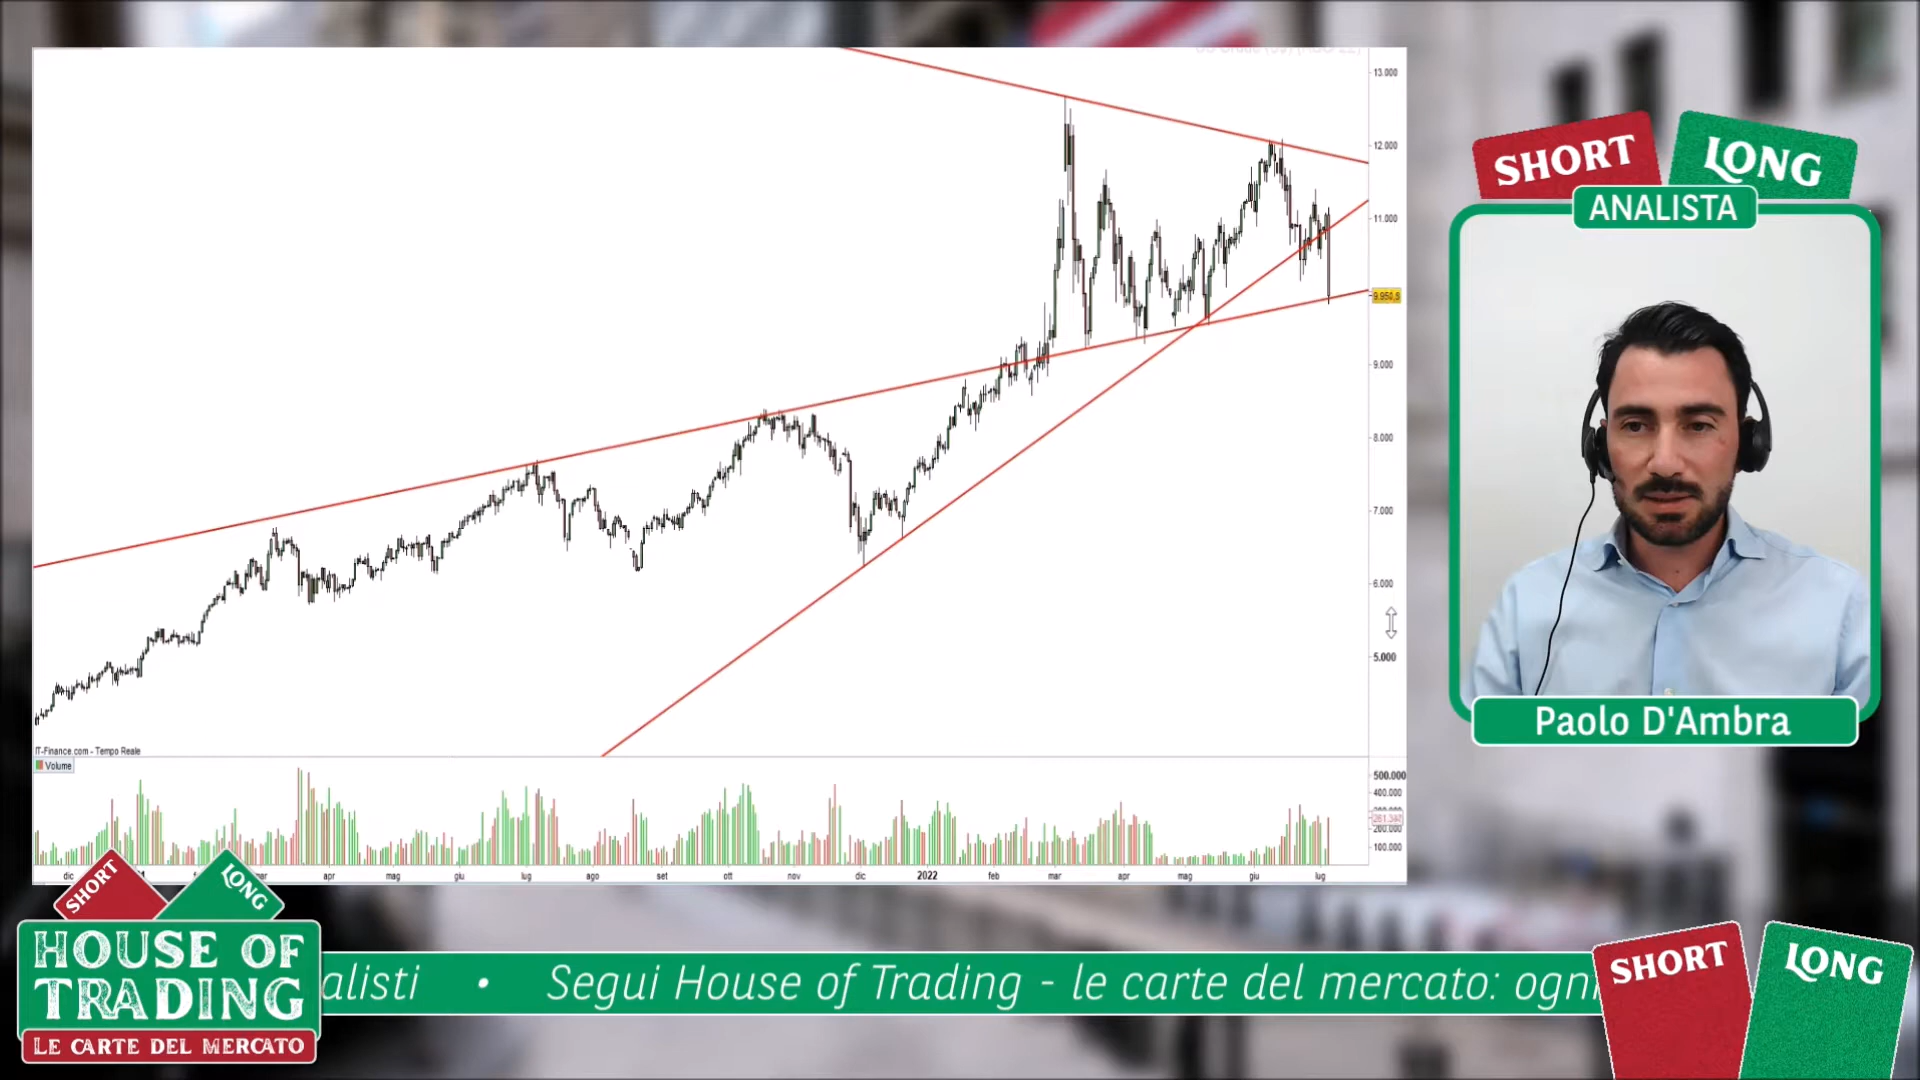 13.000
12.000
11.000
9.950,5
9.000
8.000
7.000
6.000
5.000
IT-Finance.com - Tempo Reale
Volume
500.000
400.000
200.000
100.000
dic
apr
mag
giu
lug
ago
set
ott
nov
dic
2022
feb
mar
apr
mag
giu
lug
SHORT
LONG
ANALISTA
Paolo D'Ambra
SHORT
LONG
HOUSE OF
TRADING
LE CARTE DEL MERCATO
alisti • Segui House of Trading - le carte del mercato: ogni
SHORT
LONG